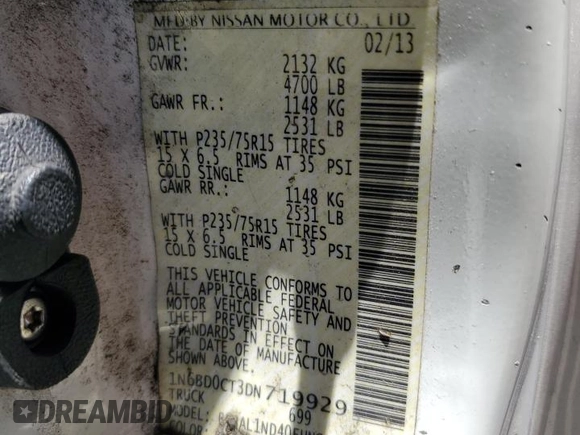 MFD BY NISSAN MOTOR CO., LTD
DATE: 02/13
GVWR: 2132 KG
4700 LB
GAWR FR.: 1148 KG
2531 LB
WITH P235/75R15 TIRES
15 X 6.5 RIMS AT 35 PSI
COLD SINGLE
GAWR RR.: 1148 KG
2531 LB
WITH P235/75R15 TIRES
15 X 6.5 RIMS AT 35 PSI
COLD SINGLE
THIS VEHICLE CONFORMS TO
ALL APPLICABLE FEDERAL
MOTOR VEHICLE SAFETY AND
THEFT PREVENTION
STANDARDS IN EFFECT ON
THE DATE OF MANUFACTURE
SHOWN ABOVE.
1N6BD0CT3DN719929
TRUCK 699
MODEL:
COLOR:
DREAMBID
.COM